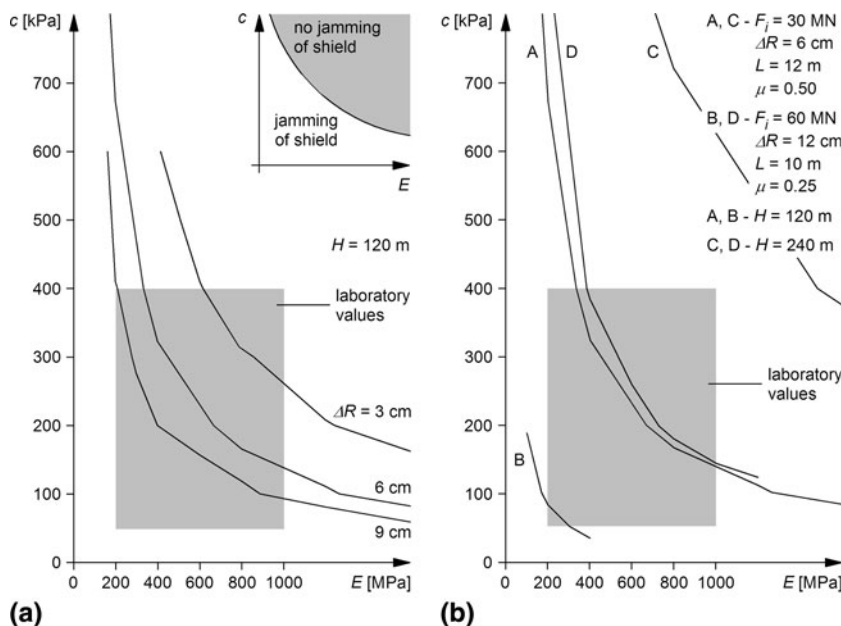 c [kPa]
700
600
500
400
300
200
100
0
0
200
400
600
800
1000
E [MPa]
c
no jamming
of shield
jamming
of shield
E
H = 120 m
laboratory
values
ΔR = 3 cm
6 cm
9 cm
(a)
c [kPa]
700
600
500
400
300
200
100
0
0
200
400
600
800
1000
E [MPa]
A
D
C
B
A, C - Fi = 30 MN
ΔR = 6 cm
L = 12 m
μ = 0.50
B, D - Fi = 60 MN
ΔR = 12 cm
L = 10 m
μ = 0.25
A, B - H = 120 m
C, D - H = 240 m
laboratory
values
(b)